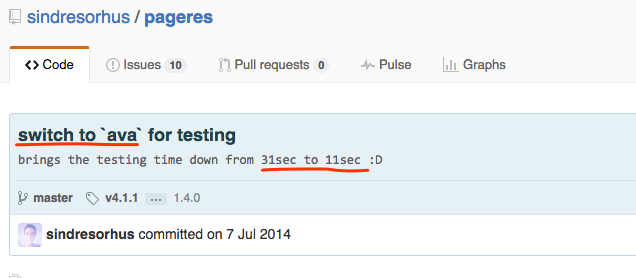 sindresorhus / pageres
Code Issues 10 Pull requests 0 Pulse Graphs
switch to `ava` for testing
brings the testing time down from 31sec to 11sec :D
master v4.1.1 ... 1.4.0
sindresorhus committed on 7 Jul 2014